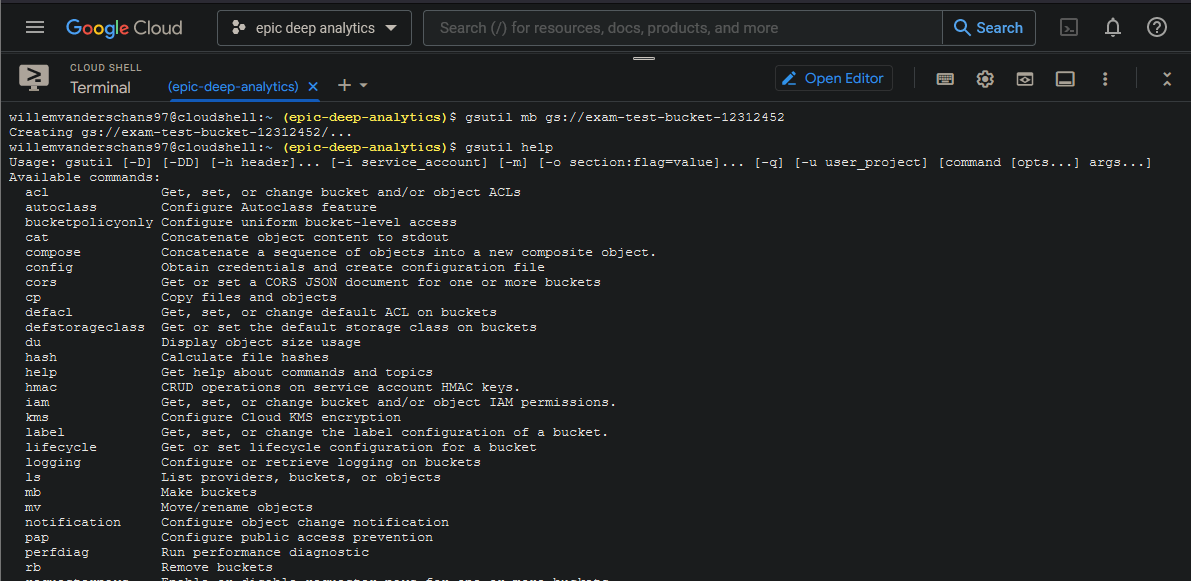 Google Cloud
epic deep analytics
Search (/) for resources, docs, products, and more
Search
CLOUD SHELL
Terminal
(epic-deep-analytics)
Open Editor
willemvanderschans97@cloudshell:~ (epic-deep-analytics)$ gsutil mb gs://exam-test-bucket-12312452
Creating gs://exam-test-bucket-12312452/...
willemvanderschans97@cloudshell:~ (epic-deep-analytics)$ gsutil help
Usage: gsutil [-D] [-DD] [-h header]... [-i service_account] [-m] [-o section:flag=value]... [-q] [-u user_project] [command [opts...] args...]
Available commands:
acl Get, set, or change bucket and/or object ACLs
autoclass Configure Autoclass feature
bucketpolicyonly Configure uniform bucket-level access
cat Concatenate object content to stdout
compose Concatenate a sequence of objects into a new composite object.
config Obtain credentials and create configuration file
cors Get or set a CORS JSON document for one or more buckets
cp Copy files and objects
defacl Get, set, or change default ACL on buckets
defstorageclass Get or set the default storage class on buckets
du Display object size usage
hash Calculate file hashes
help Get help about commands and topics
hmac CRUD operations on service account HMAC keys.
iam Get, set, or change bucket and/or object IAM permissions.
kms Configure Cloud KMS encryption
label Get, set, or change the label configuration of a bucket.
lifecycle Get or set lifecycle configuration for a bucket
logging Configure or retrieve logging on buckets
ls List providers, buckets, or objects
mb Make buckets
mv Move/rename objects
notification Configure object change notification
pap Configure public access prevention
perfdiag Run performance diagnostic
rb Remove buckets